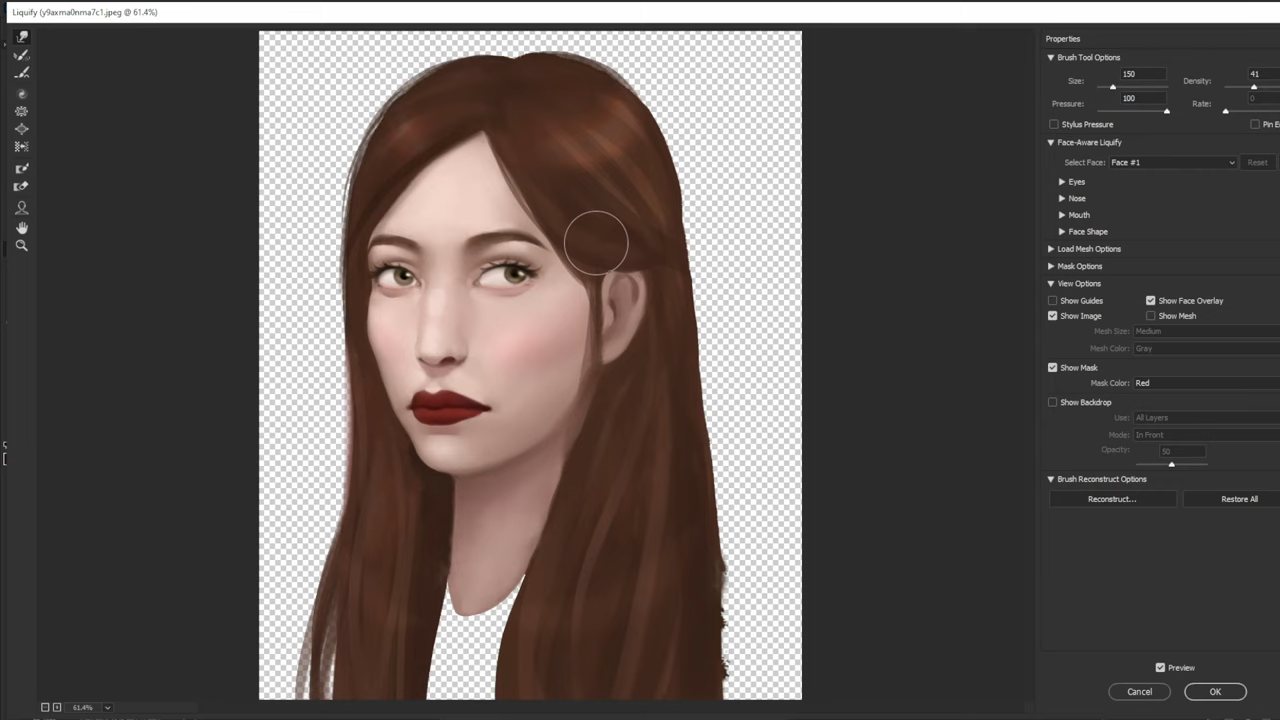 Liquify (y9axma0nma7c1.jpeg @ 61.4%)
Properties
Brush Tool Options
Size: 150 Density: 41
Pressure: 100 Rate: 0
Stylus Pressure Pin E
Face-Aware Liquify
Select Face: Face #1 Reset
Eyes
Nose
Mouth
Face Shape
Load Mesh Options
Mask Options
View Options
Show Guides Show Face Overlay
Show Image Show Mesh
Mesh Size: Medium
Mesh Color: Gray
Show Mask
Mask Color: Red
Show Backdrop
Use: All Layers
Mode: In Front
Opacity: 50
Brush Reconstruct Options
Reconstruct... Restore All
Preview
Cancel OK
61.4%